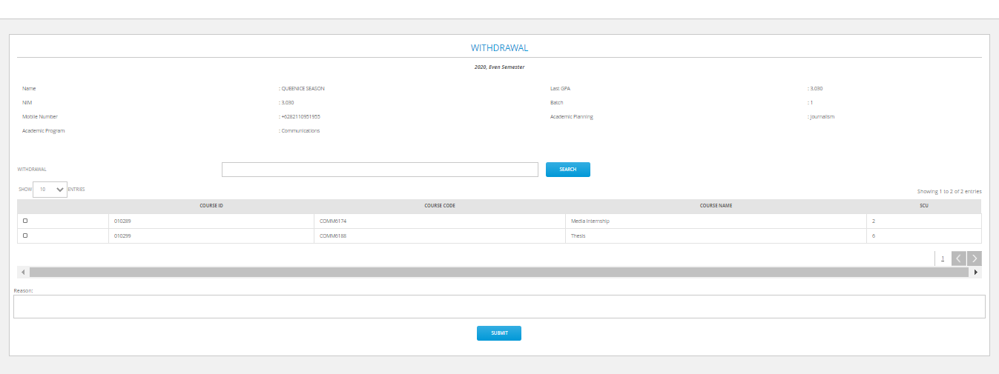 WITHDRAWAL
2020, Even Semester
Name : QUEENICE SEASON Last GPA : 3.030
NIM : 3.030 Batch : 1
Mobile Number : +6282110951955 Academic Planning : Journalism
Academic Program : Communications
WITHDRAWAL SEARCH
SHOW 10 ENTRIES Showing 1 to 2 of 2 entries
COURSE ID COURSE CODE COURSE NAME SCU
010289 COMM6174 Media Internship 2
010299 COMM6188 Thesis 6
1
Reason:
SUBMIT